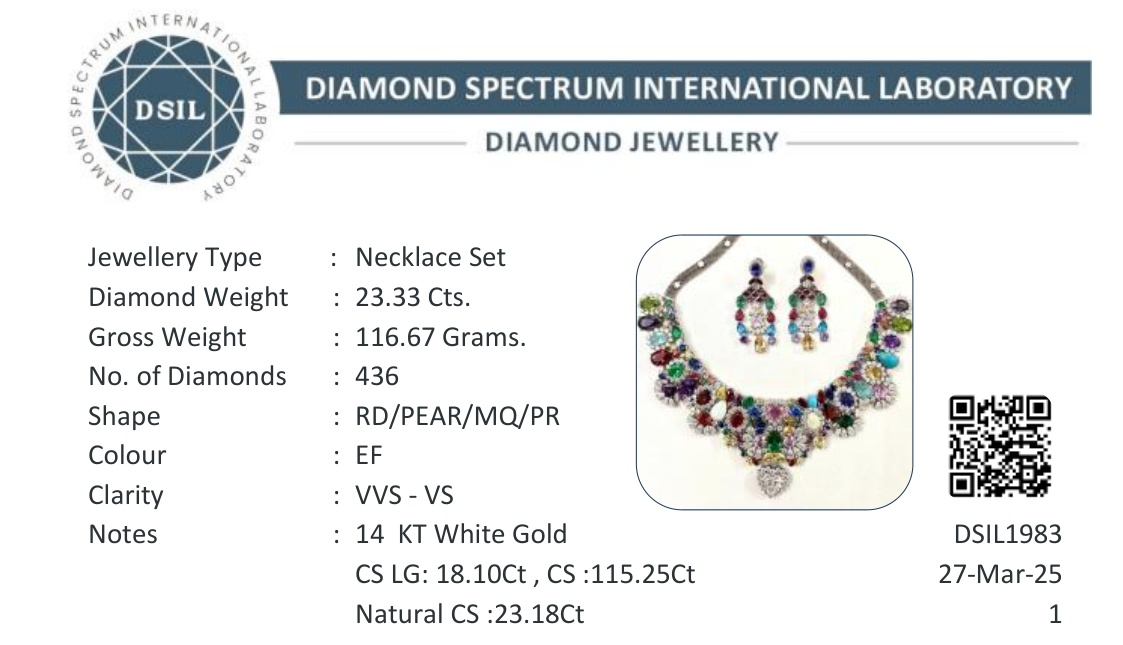 DIAMOND SPECTRUM INTERNATIONAL LABORATORY
DSIL
DIAMOND SPECTRUM INTERNATIONAL LABORATORY
DIAMOND JEWELLERY
Jewellery Type : Necklace Set
Diamond Weight : 23.33 Cts.
Gross Weight : 116.67 Grams.
No. of Diamonds : 436
Shape : RD/PEAR/MQ/PR
Colour : EF
Clarity : VVS - VS
Notes : 14 KT White Gold
DSIL1983
CS LG: 18.10Ct , CS :115.25Ct
27-Mar-25
Natural CS :23.18Ct
1